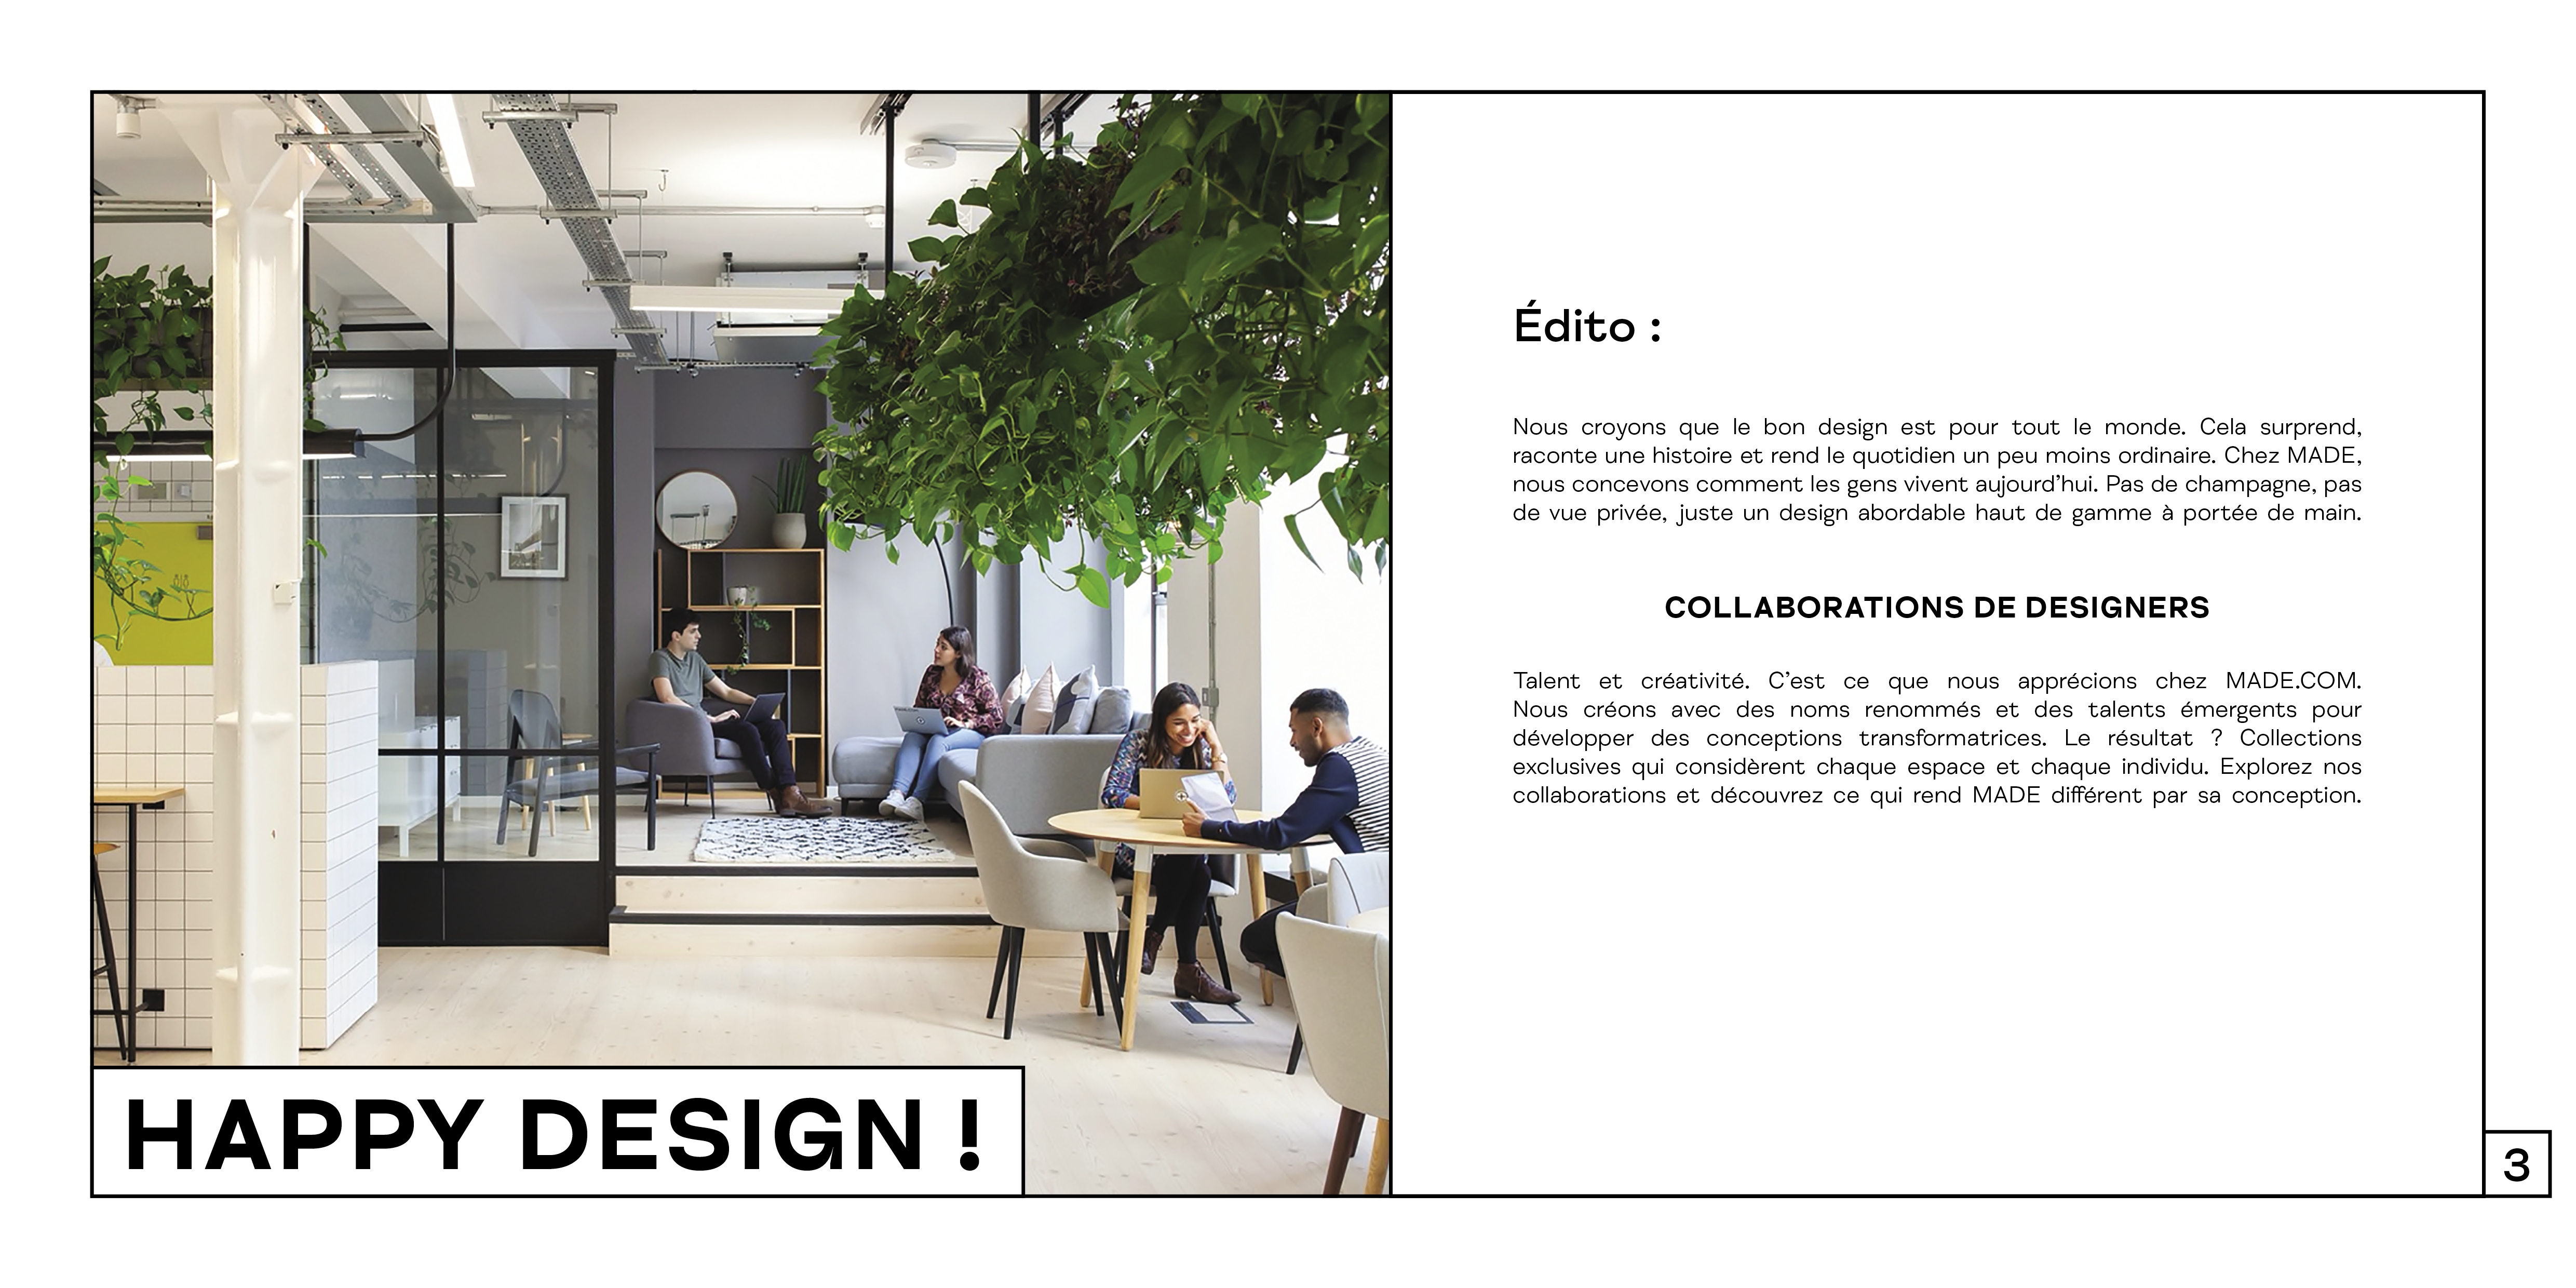 HAPPY DESIGN !
Édito :
Nous croyons que le bon design est pour tout le monde. Cela surprend,
raconte une histoire et rend le quotidien un peu moins ordinaire. Chez MADE,
nous concevons comment les gens vivent aujourd’hui. Pas de champagne, pas
de vue privée, juste un design abordable haut de gamme à portée de main.
COLLABORATIONS DE DESIGNERS
Talent et créativité. C’est ce que nous apprécions chez MADE.COM.
Nous créons avec des noms renommés et des talents émergents pour
développer des conceptions transformatrices. Le résultat ? Collections
exclusives qui considèrent chaque espace et chaque individu. Explorez nos
collaborations et découvrez ce qui rend MADE différent par sa conception.
3